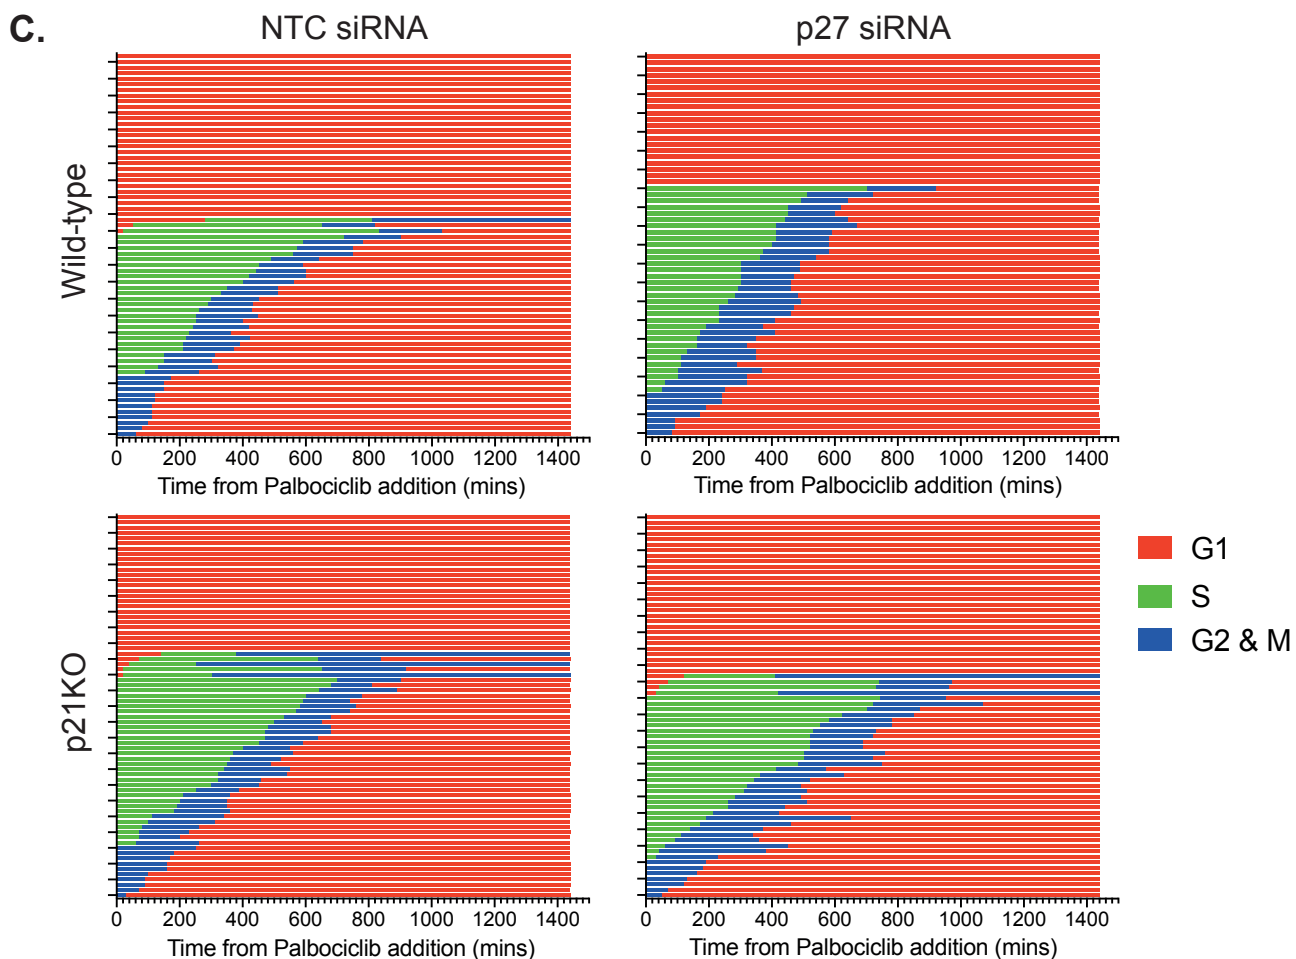 C.
NTC siRNA
p27 siRNA
Wild-type
0 200 400 600 800 1000 1200 1400
Time from Palbociclib addition (mins)
0 200 400 600 800 1000 1200 1400
Time from Palbociclib addition (mins)
p21KO
0 200 400 600 800 1000 1200 1400
Time from Palbociclib addition (mins)
0 200 400 600 800 1000 1200 1400
Time from Palbociclib addition (mins)
G1
S
G2 & M